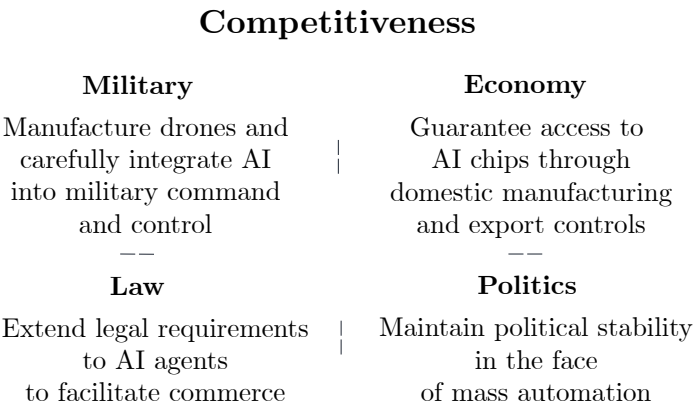 Competitiveness
Military
Manufacture drones and
carefully integrate AI
into military command
and control
Economy
Guarantee access to
AI chips through
domestic manufacturing
and export controls
Law
Extend legal requirements
to AI agents
to facilitate commerce
Politics
Maintain political stability
in the face
of mass automation